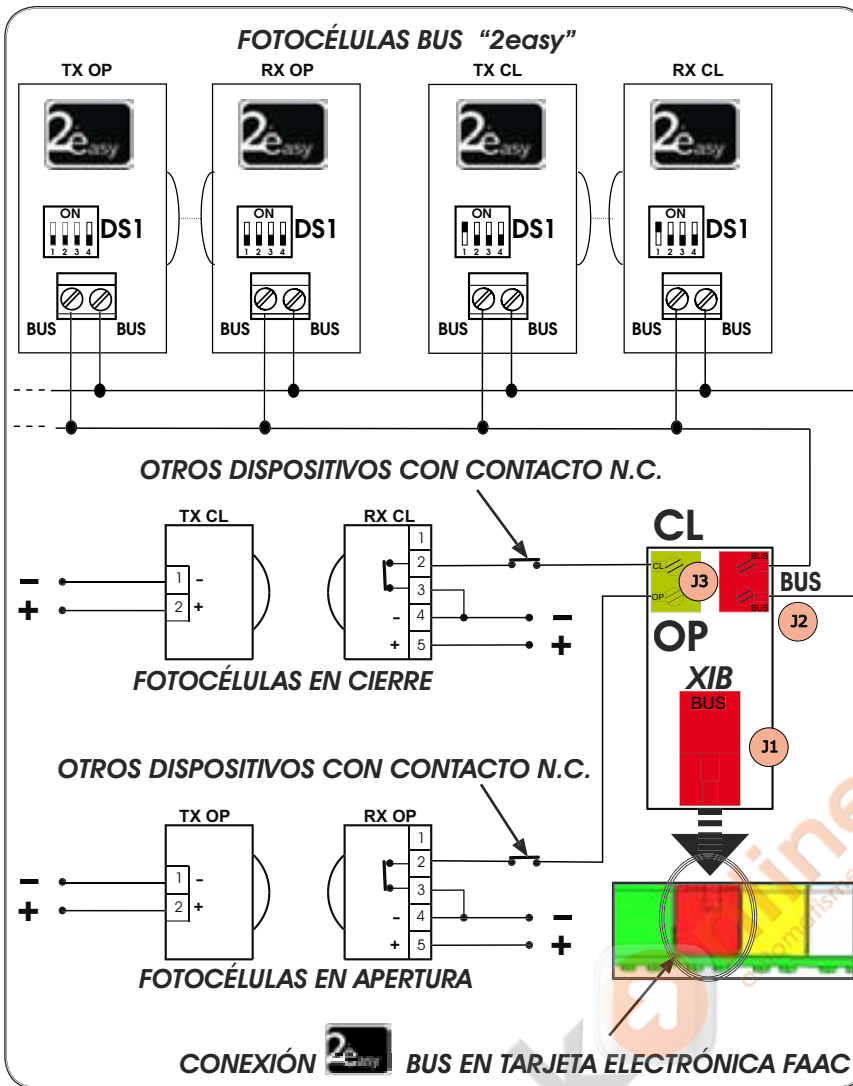 FOTOCÉLULAS BUS “2easy”
TX OP RX OP TX CL RX CL
2easy 2easy 2easy 2easy
ON ON ON ON
DS1 DS1 DS1 DS1
1 2 3 4 1 2 3 4 1 2 3 4 1 2 3 4
BUS BUS BUS BUS BUS BUS BUS BUS
OTROS DISPOSITIVOS CON CONTACTO N.C.
TX CL RX CL
CL
1
1 - 2
2 + 3
- 4 -
+ 5 +
-
+
CL J3 BUS
OP BUS
BUS
J2
OP
FOTOCÉLULAS EN CIERRE
XIB
BUS
J1
OTROS DISPOSITIVOS CON CONTACTO N.C.
TX OP RX OP
1
1 - 2
2 + 3
- 4 -
+ 5 +
-
+
FOTOCÉLULAS EN APERTURA
CONEXIÓN 2easy BUS EN TARJETA ELECTRÓNICA FAAC